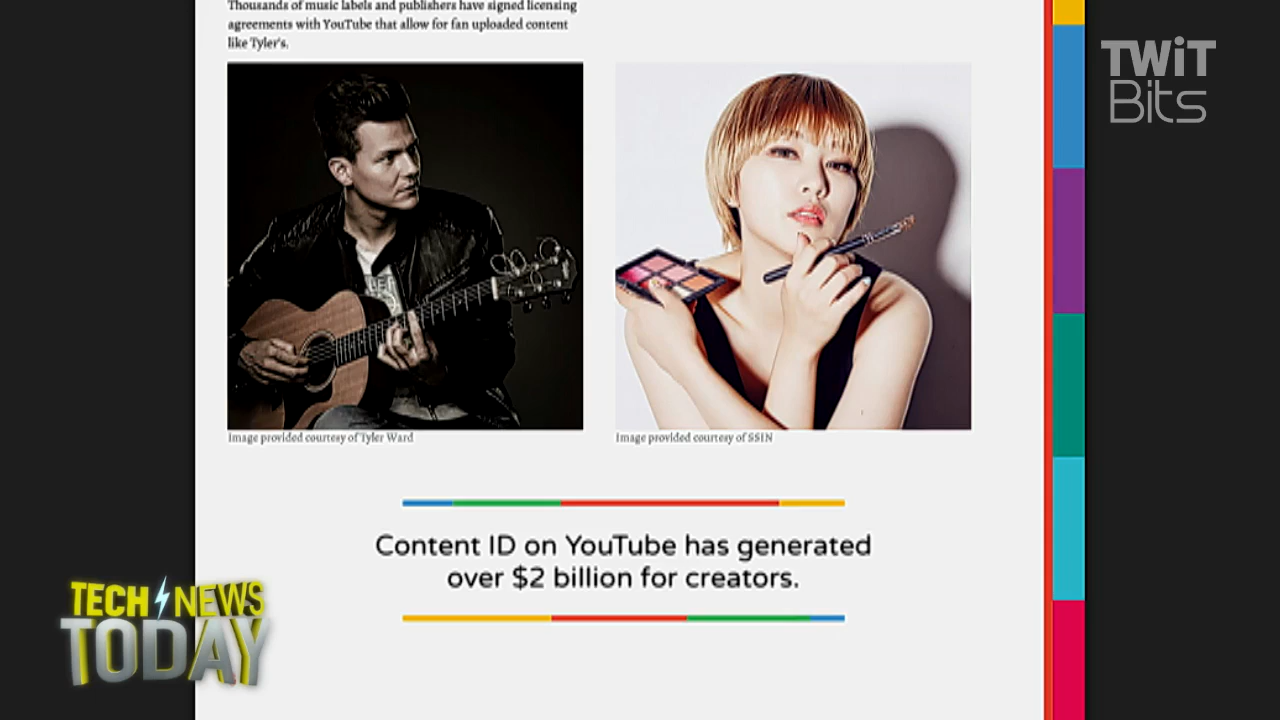 Thousands of music labels and publishers have signed licensing
agreements with YouTube that allow for fan uploaded content
like Tyler's.
TWiT
Bits
Image provided courtesy of Tyler Ward
Image provided courtesy of SSIN
Content ID on YouTube has generated
over $2 billion for creators.
TECH NEWS
TODAY